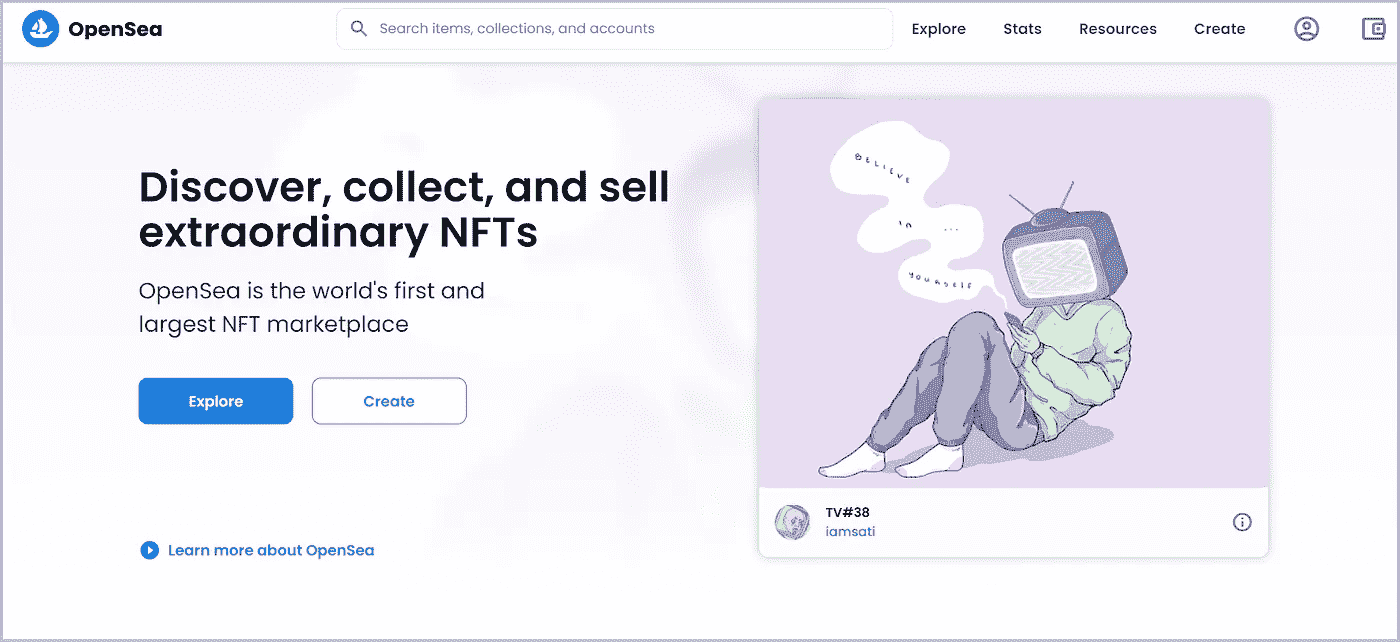 OpenSea
Search items, collections, and accounts
Explore
Stats
Resources
Create
Discover, collect, and sell
extraordinary NFTs
OpenSea is the world's first and
largest NFT marketplace
Explore
Create
Learn more about OpenSea
BELIEVE
IN ...
YOURSELF
TV#38
iamsati